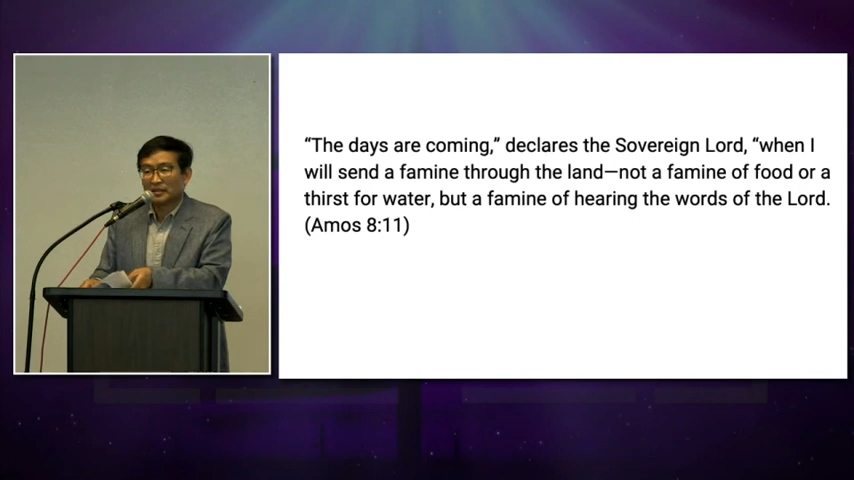 “The days are coming,” declares the Sovereign Lord, “when I
will send a famine through the land—not a famine of food or a
thirst for water, but a famine of hearing the words of the Lord.
(Amos 8:11)